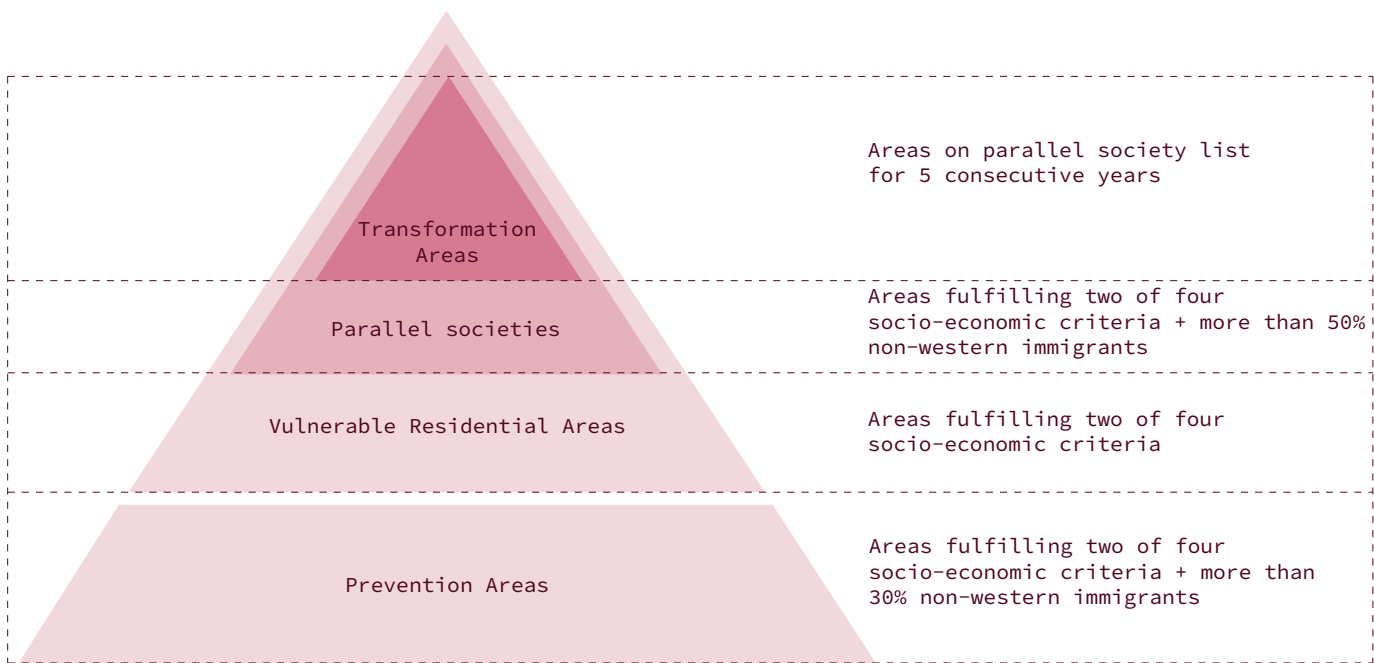 Areas on parallel society list
for 5 consecutive years
Transformation
Areas
Areas fulfilling two of four
socio-economic criteria + more than 50%
non-western immigrants
Parallel societies
Areas fulfilling two of four
socio-economic criteria
Vulnerable Residential Areas
Areas fulfilling two of four
socio-economic criteria + more than
30% non-western immigrants
Prevention Areas